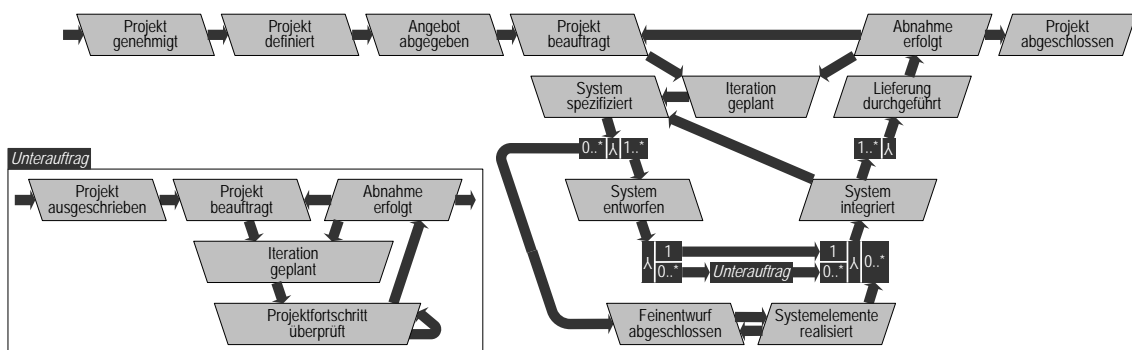 Projekt
genehmigt
Projekt
definiert
Angebot
abgegeben
Projekt
beauftragt
Abnahme
erfolgt
Projekt
abgeschlossen
System
spezifiziert
Iteration
geplant
Lieferung
durchgeführt
0..* ⅄ 1..*
1..* ⅄
Unterauftrag
Projekt
ausgeschrieben
Projekt
beauftragt
Abnahme
erfolgt
Iteration
geplant
Projektfortschritt
überprüft
System
entworfen
System
integriert
⅄ 1
0..*
Unterauftrag
1
0..* ⅄ 0..*
Feinentwurf
abgeschlossen
Systemelemente
realisiert